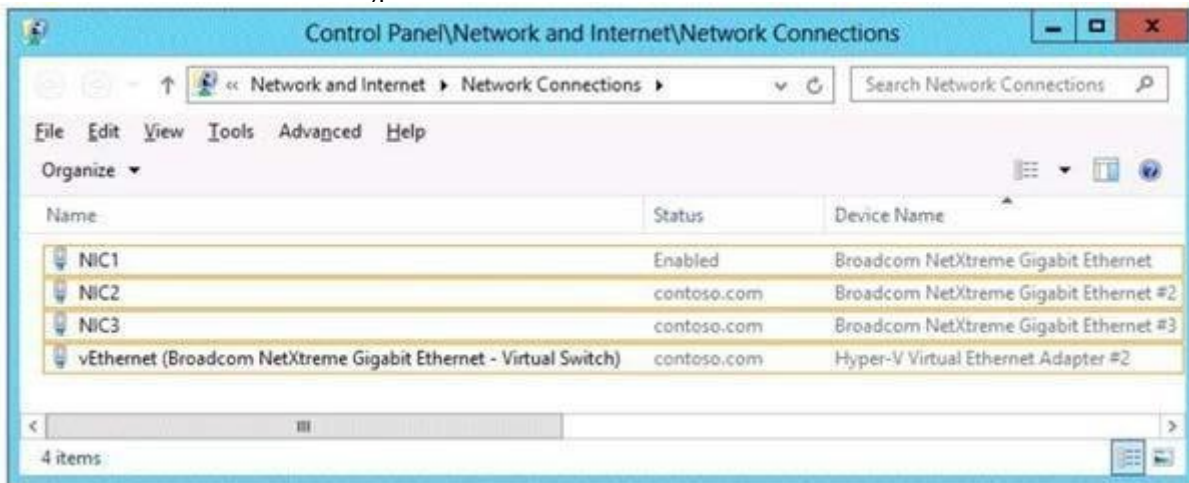 Control Panel\Network and Internet\Network Connections
« Network and Internet ▸ Network Connections ▸ Search Network Connections
File Edit View Tools Advanced Help
Organize
Name Status Device Name
NIC1 Enabled Broadcom NetXtreme Gigabit Ethernet
NIC2 contoso.com Broadcom NetXtreme Gigabit Ethernet #2
NIC3 contoso.com Broadcom NetXtreme Gigabit Ethernet #3
vEthernet (Broadcom NetXtreme Gigabit Ethernet - Virtual Switch) contoso.com Hyper-V Virtual Ethernet Adapter #2
4 items